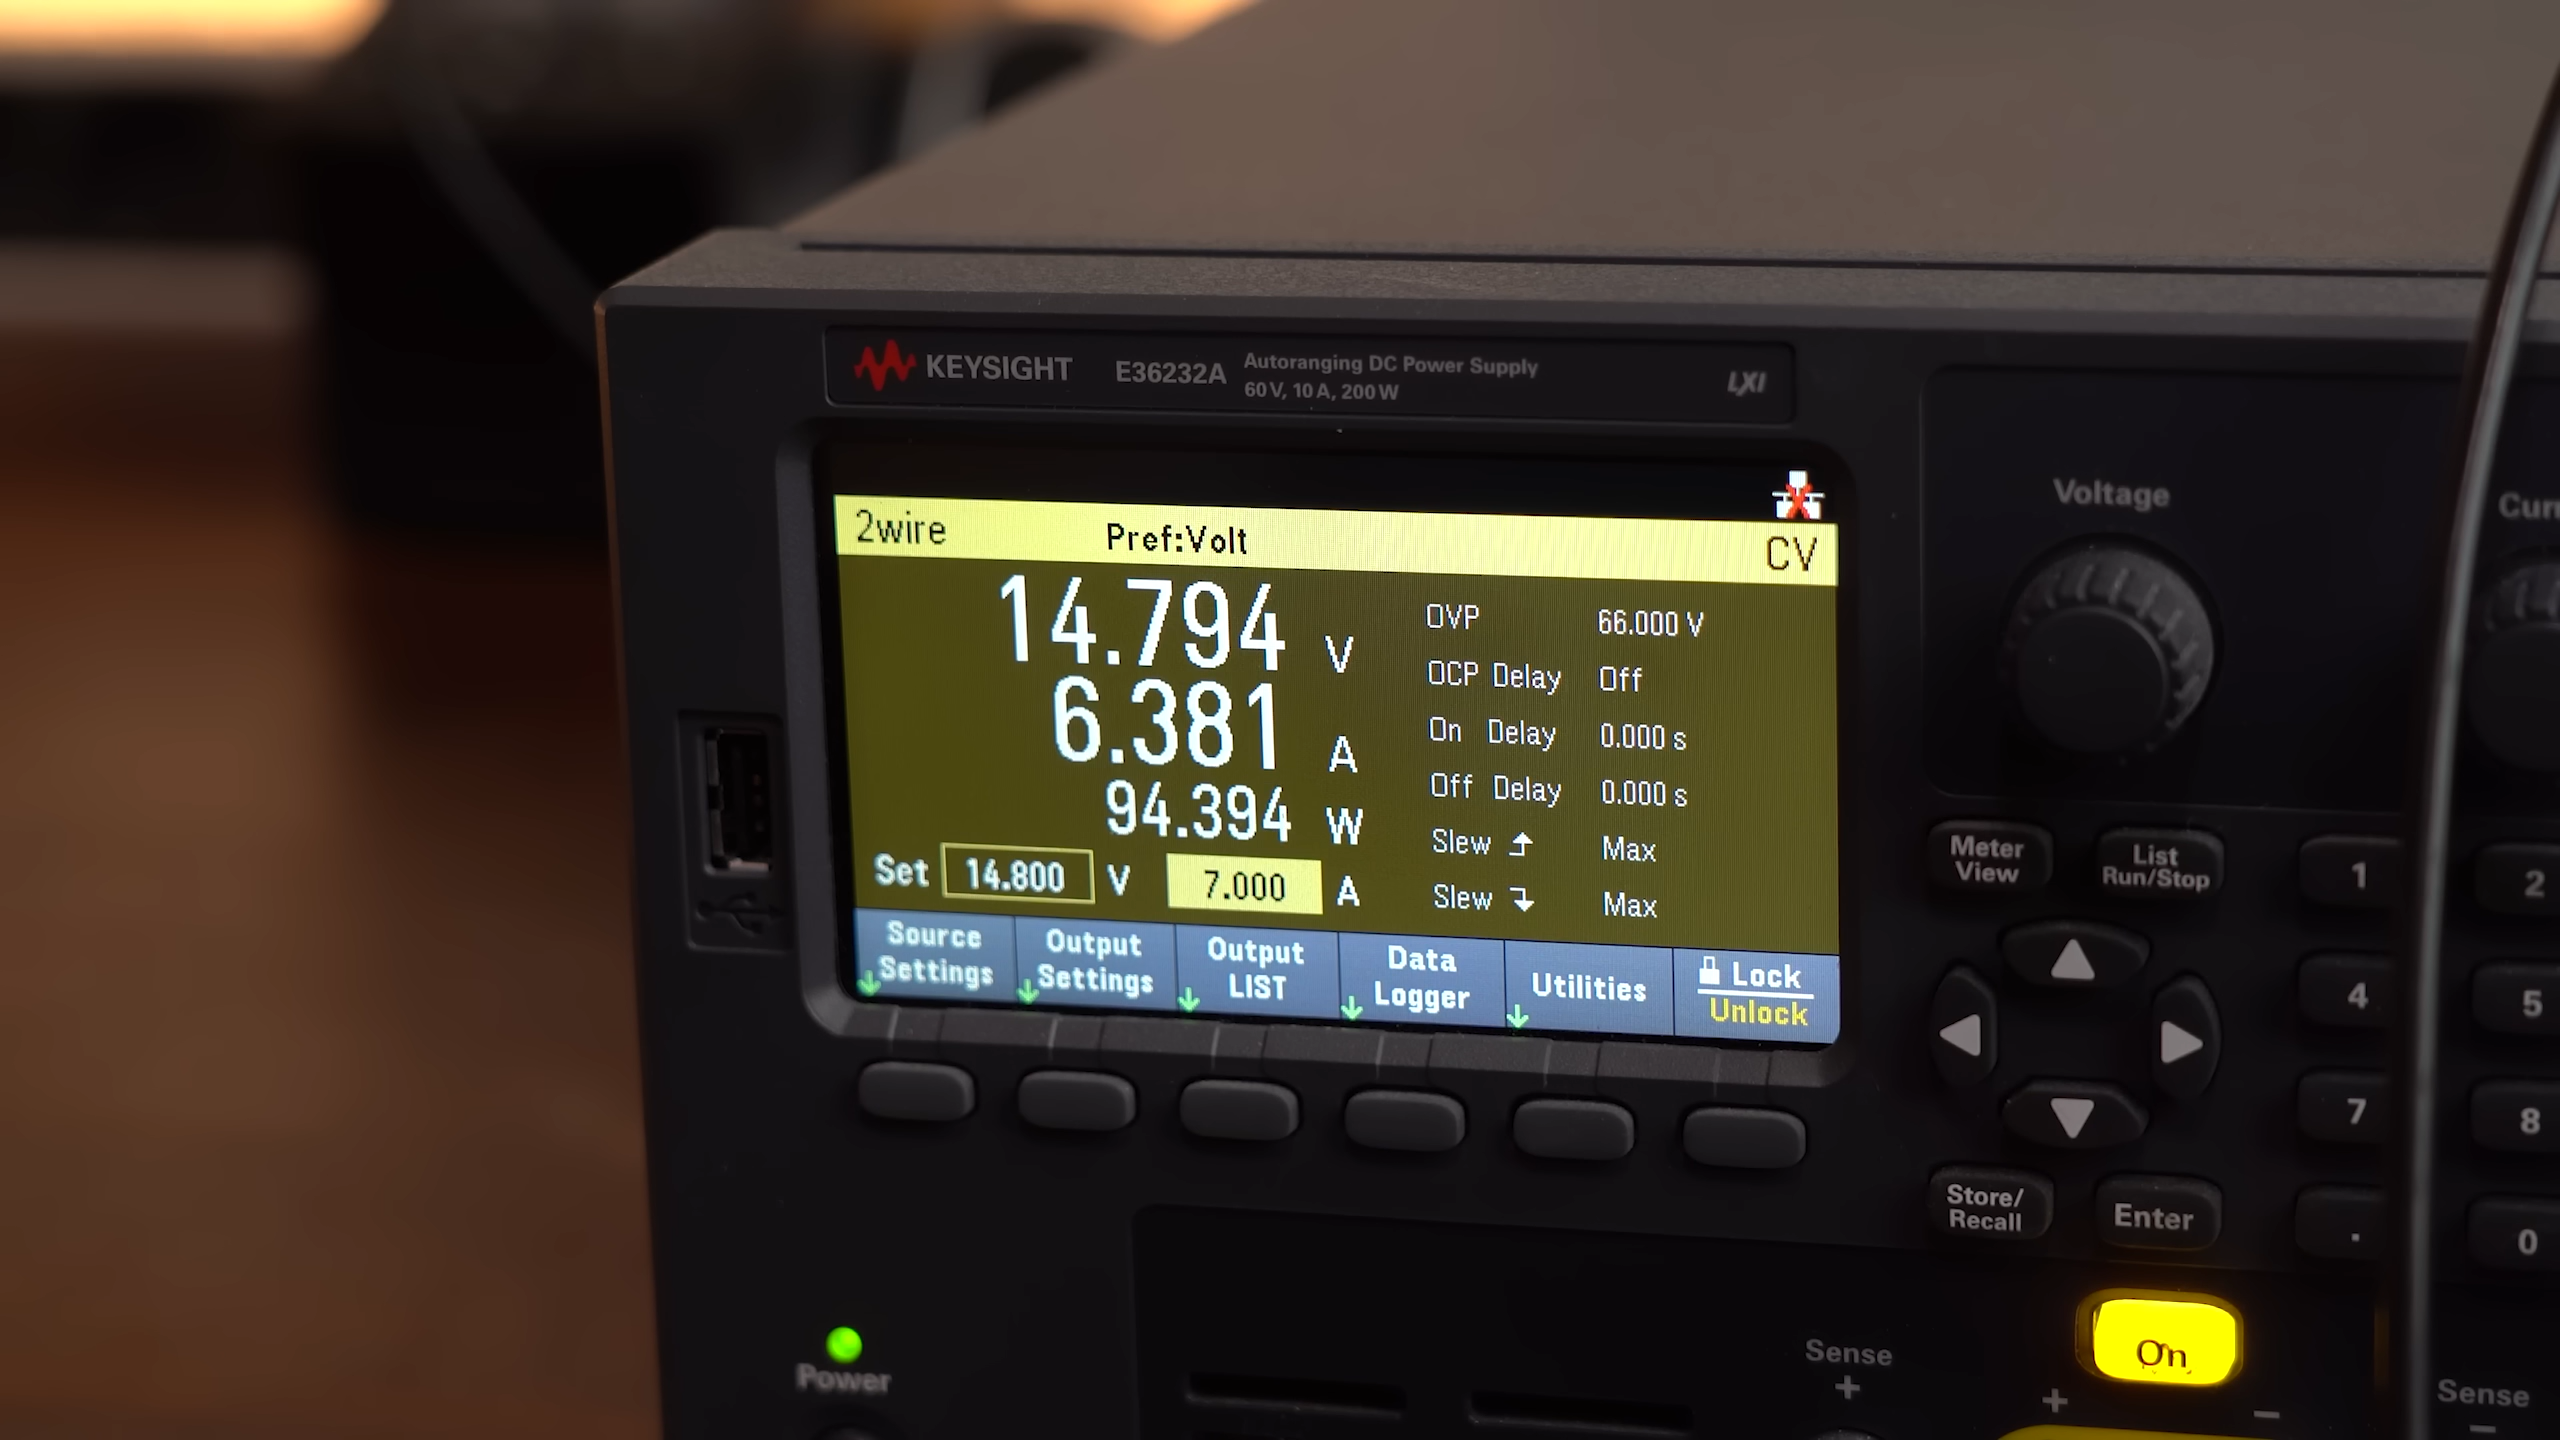 KEYSIGHT E36232A Autoranging DC Power Supply
60 V, 10 A, 200 W
LXI
2wire Pref:Volt CV
14.794 V
6.381 A
94.394 W
Set 14.800 V 7.000 A
OVP 66.000 V
OCP Delay Off
On Delay 0.000 s
Off Delay 0.000 s
Slew Max
Slew Max
Source Settings
Output Settings
Output LIST
Data Logger
Utilities
Lock
Unlock
Voltage
Meter View
List Run/Stop
1
2
4
5
7
8
.
0
Store/ Recall
Enter
On
Power
Sense
+
+
−
Sense
−